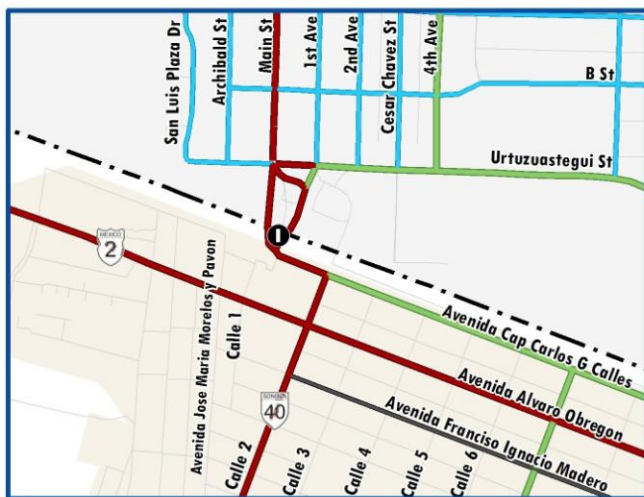 San Luis Plaza Dr
Archibald St
Main St
1st Ave
2nd Ave
Cesar Chavez St
4th Ave
B St
Urtuzuastegui St
MEXICO
2
Avenida Jose Maria Morelos y Pavon
Calle 1
Avenida Cap Carlos G Calles
Avenida Alvaro Obregon
SONORA
40
Avenida Franciso Ignacio Madero
Calle 2
Calle 3
Calle 4
Calle 5
Calle 6